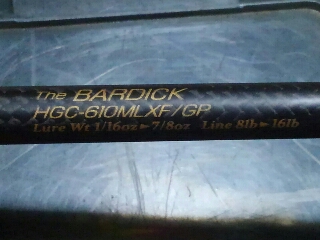 The BARDICK
HGC-610MLXF/GP
Lure Wt 1/16oz►7/8oz Line 8lb►16lb